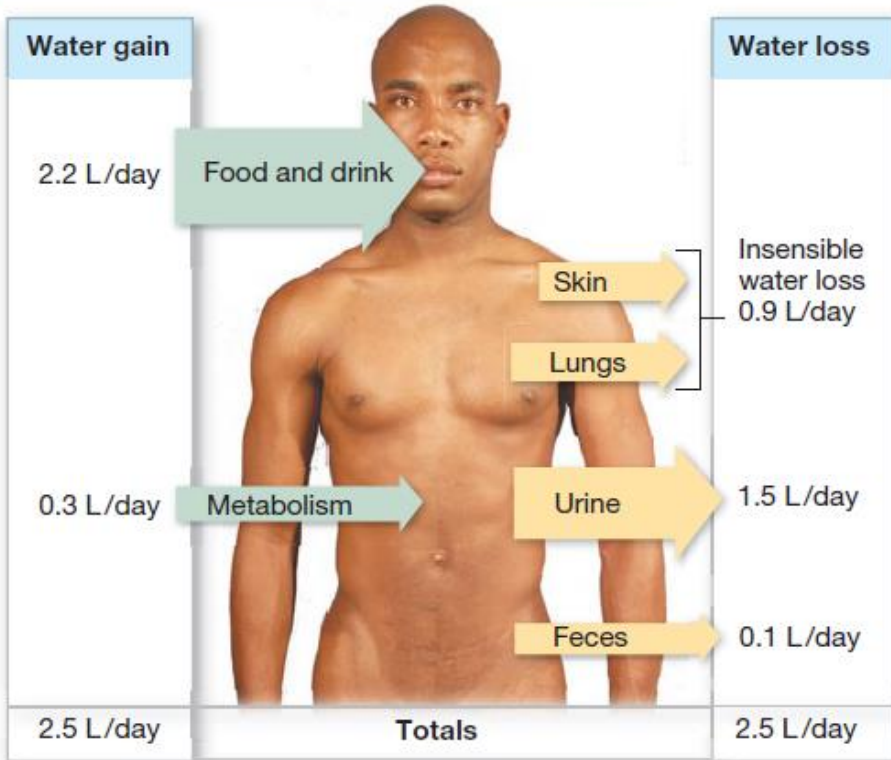 Water gain
Water loss
2.2 L/day
Food and drink
Skin
Insensible
water loss
0.9 L/day
Lungs
0.3 L/day
Metabolism
Urine
1.5 L/day
Feces
0.1 L/day
2.5 L/day
Totals
2.5 L/day